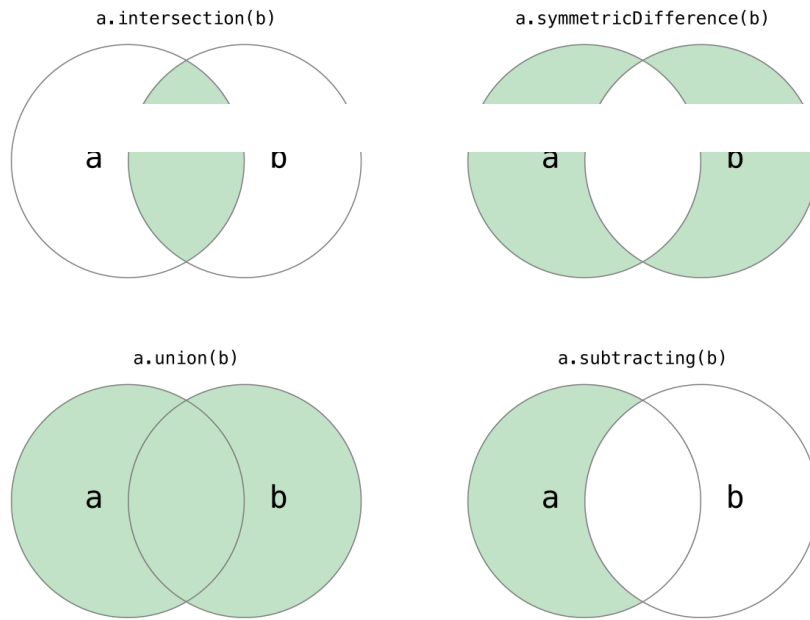 a.intersection(b)
a.symmetricDifference(b)
a b
a b
a.union(b)
a.subtracting(b)
a b
a b